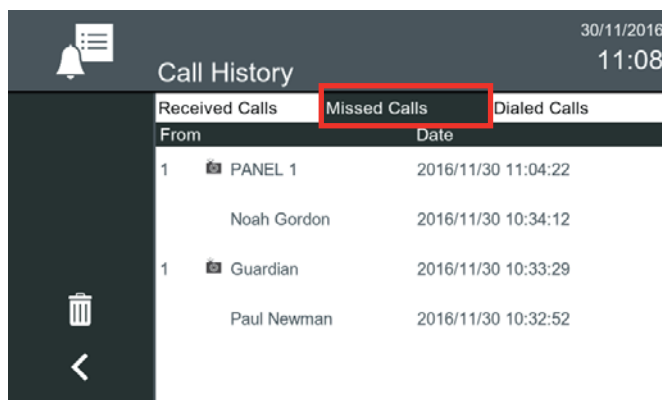 30/11/2016
11:08
Call History
Received Calls Missed Calls Dialed Calls
From Date
1 PANEL 1 2016/11/30 11:04:22
Noah Gordon 2016/11/30 10:34:12
1 Guardian 2016/11/30 10:33:29
Paul Newman 2016/11/30 10:32:52